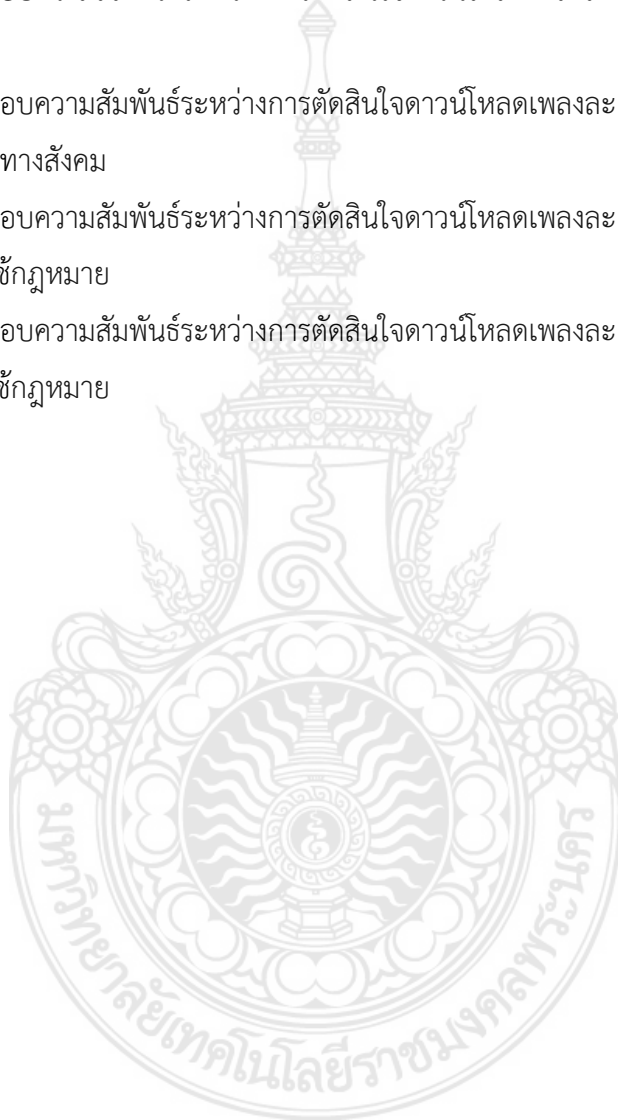 อบความสัมพันธ์ระหว่างการตัดสินใจดาวน์โหลดเพลงละ
ทางสังคม
อบความสัมพันธ์ระหว่างการตัดสินใจดาวน์โหลดเพลงละ
ช้กฎหมาย
อบความสัมพันธ์ระหว่างการตัดสินใจดาวน์โหลดเพลงละ
ช้กฎหมาย
มหาวิทยาลัยเทคโนโลยีราชมงคลพระนคร